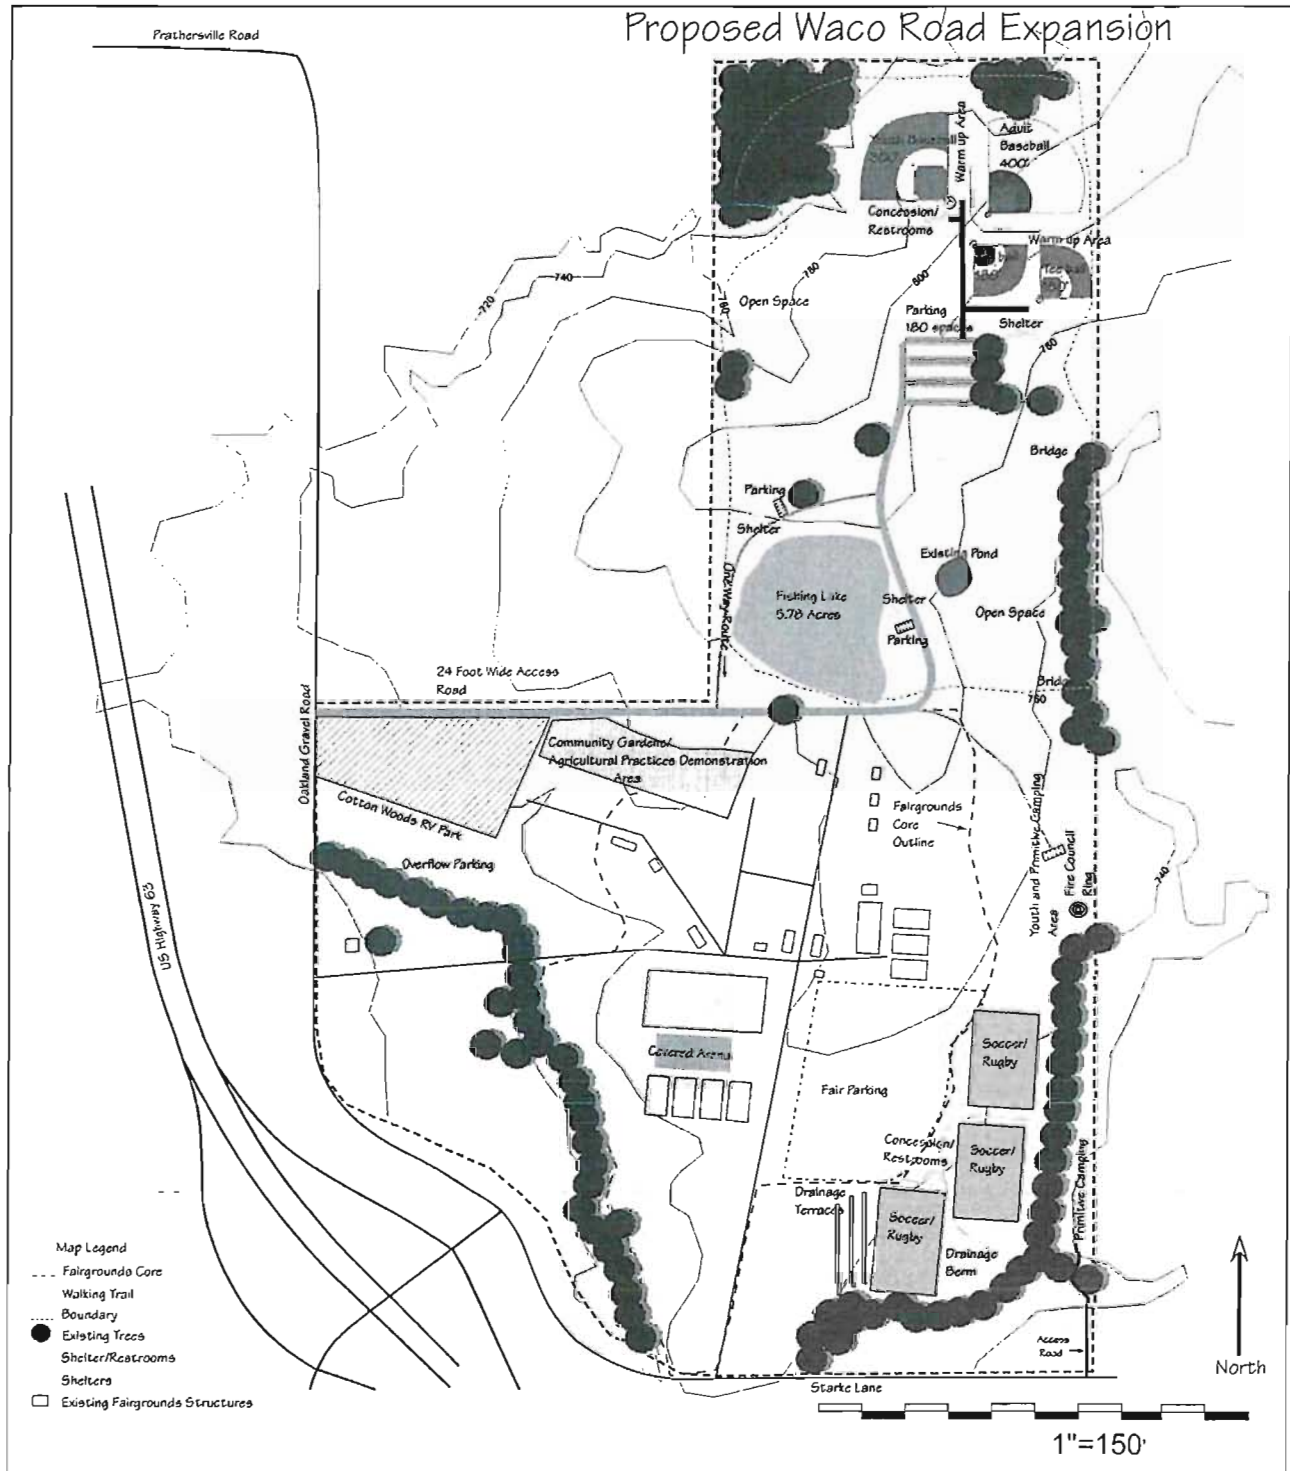 Proposed Waco Road Expansion
Prathersville Road
Warm up Area
Adult
Baseball
400'
Youth Baseball
300'
Concession/
Restrooms
Warm up Area
Tee ball
150'
740
720
780
800
760
Open Space
Parking
180 spaces
Shelter
760
Bridge
Parking
Shelter
Existing Pond
One Way Route
Fishing Lake
5.78 Acres
Shelter
Open Space
Parking
24 Foot Wide Access
Road
Bridge
760
Oakland Gravel Road
Community Gardens/
Agricultural Practices Demonstration
Area
Cotton Woods RV Park
Fairgrounds
Core
Outline
Youth and Primitive Camping
Area
Fire Council
Ring
740
Overflow Parking
US Highway 63
Covered Arena
Soccer/
Rugby
Fair Parking
Concession/
Restrooms
Soccer/
Rugby
Primitive Camping
Drainage
Terraces
Soccer/
Rugby
Drainage
Berm
Map Legend
Fairgrounds Core
Walking Trail
Boundary
Existing Trees
Shelter/Restrooms
Shelters
Existing Fairgrounds Structures
Access
Road
North
Starke Lane
1"=150'